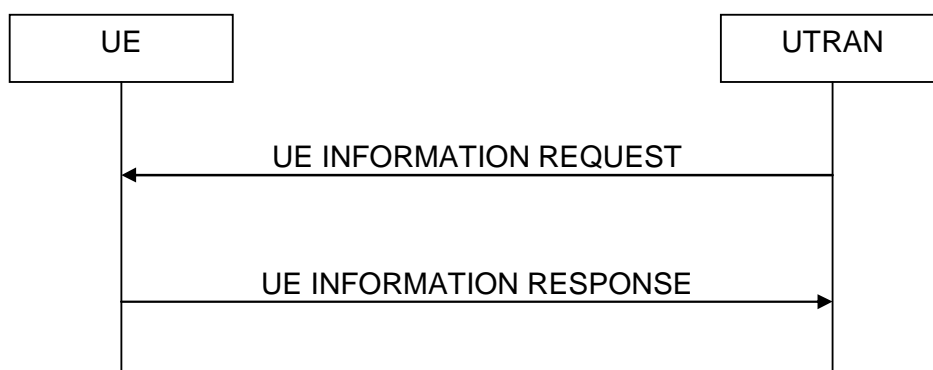 UE
UTRAN
UE INFORMATION REQUEST
UE INFORMATION RESPONSE